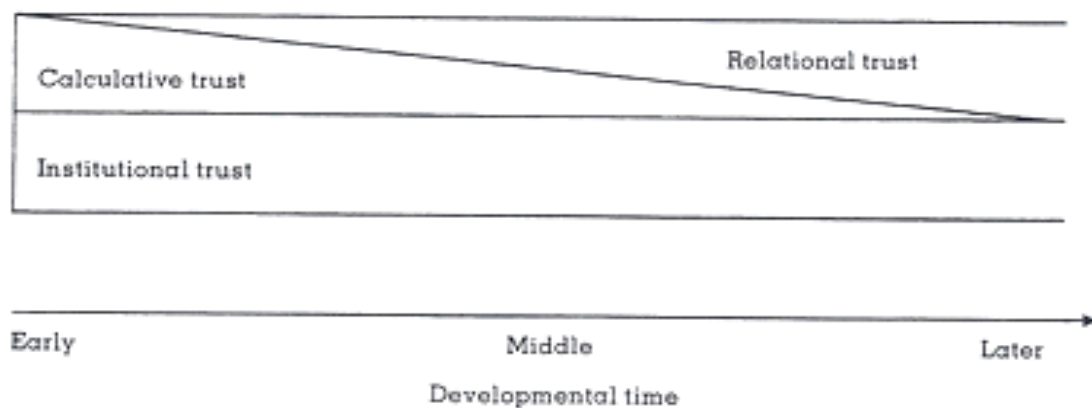 Relational trust
Calculative trust
Institutional trust
Early Middle Later
Developmental time